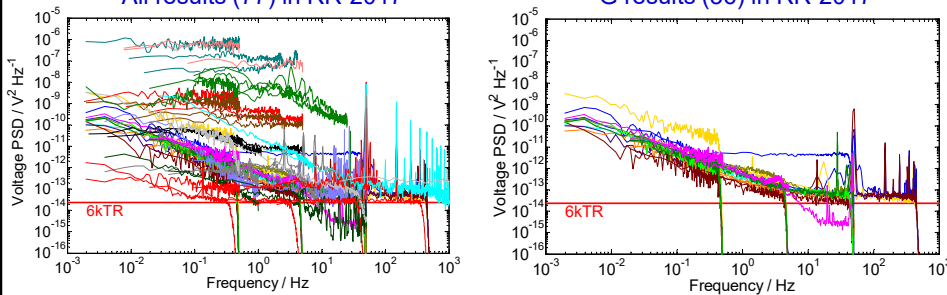 All results (77) in RR-2017
results in RR-2017
Voltage PSD / V² Hz⁻¹
10⁻⁵
10⁻⁶
10⁻⁷
10⁻⁸
10⁻⁹
10⁻¹⁰
10⁻¹¹
10⁻¹²
10⁻¹³
10⁻¹⁴
10⁻¹⁵
10⁻¹⁶
6kTR
10⁻³ 10⁻² 10⁻¹ 10⁰ 10¹ 10² 10³
Frequency / Hz
Voltage PSD / V² Hz⁻¹
10⁻⁵
10⁻⁶
10⁻⁷
10⁻⁸
10⁻⁹
10⁻¹⁰
10⁻¹¹
10⁻¹²
10⁻¹³
10⁻¹⁴
10⁻¹⁵
10⁻¹⁶
6kTR
10⁻³ 10⁻² 10⁻¹ 10⁰ 10¹ 10² 10³
Frequency / Hz